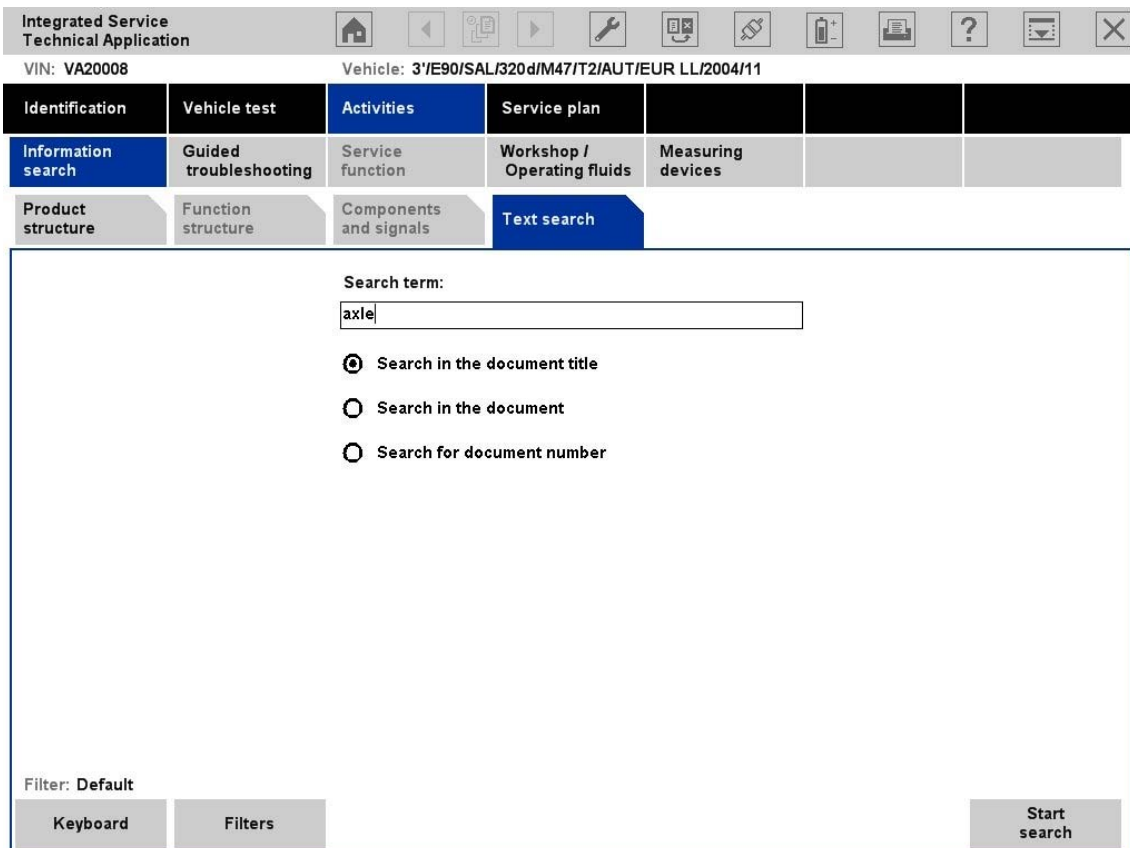 Integrated Service
Technical Application
VIN: VA20008
Vehicle: 3'/E90/SAL/320d/M47/T2/AUT/EUR LL/2004/11
Identification
Vehicle test
Activities
Service plan
Information
search
Guided
troubleshooting
Service
function
Workshop /
Operating fluids
Measuring
devices
Product
structure
Function
structure
Components
and signals
Text search
Search term:
axle
Search in the document title
Search in the document
Search for document number
Filter: Default
Keyboard
Filters
Start
search